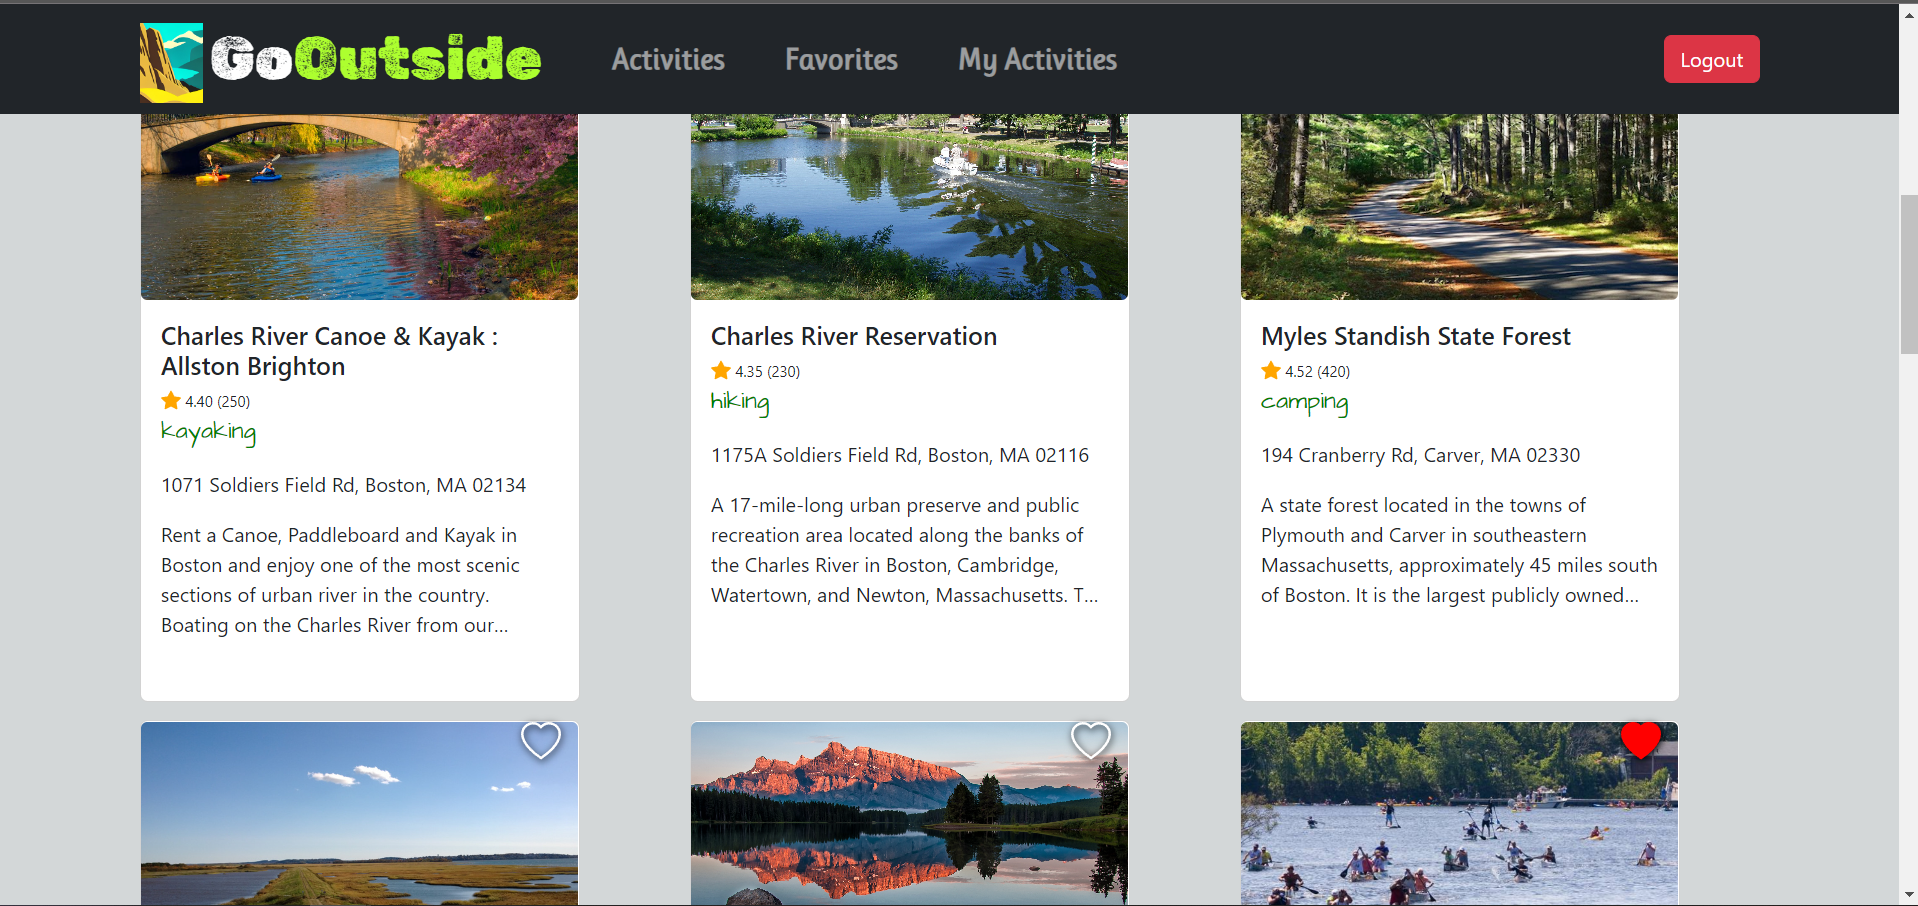 GoOutside
Activities
Favorites
My Activities
Logout
Charles River Canoe & Kayak :
Allston Brighton
4.40 (250)
kayaking
1071 Soldiers Field Rd, Boston, MA 02134
Rent a Canoe, Paddleboard and Kayak in
Boston and enjoy one of the most scenic
sections of urban river in the country.
Boating on the Charles River from our...
Charles River Reservation
4.35 (230)
hiking
1175A Soldiers Field Rd, Boston, MA 02116
A 17-mile-long urban preserve and public
recreation area located along the banks of
the Charles River in Boston, Cambridge,
Watertown, and Newton, Massachusetts. T...
Myles Standish State Forest
4.52 (420)
camping
194 Cranberry Rd, Carver, MA 02330
A state forest located in the towns of
Plymouth and Carver in southeastern
Massachusetts, approximately 45 miles south
of Boston. It is the largest publicly owned...